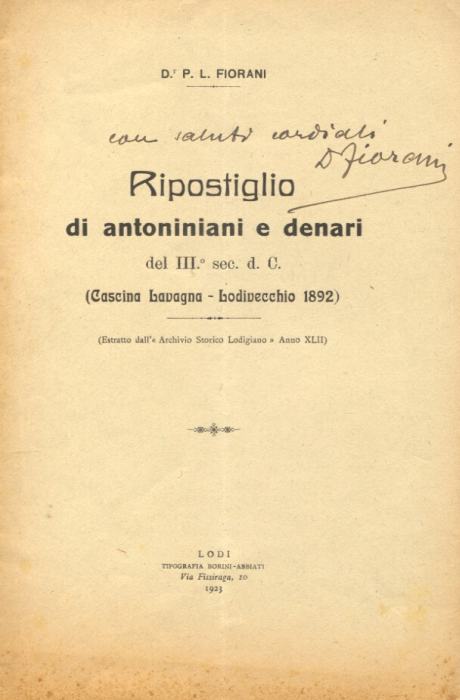 D.r P. L. FIORANI
con saluti cordiali
D Fiorani
Ripostiglio
di antoniniani e denari
del III.° sec. d. C.
(Cascina Lavagna - Lodivecchio 1892)
(Estratto dall'« Archivio Storico Lodigiano » Anno XLII)
LODI
TIPOGRAFIA BORINI-ABBIATI
Via Fissiraga, 10
1923